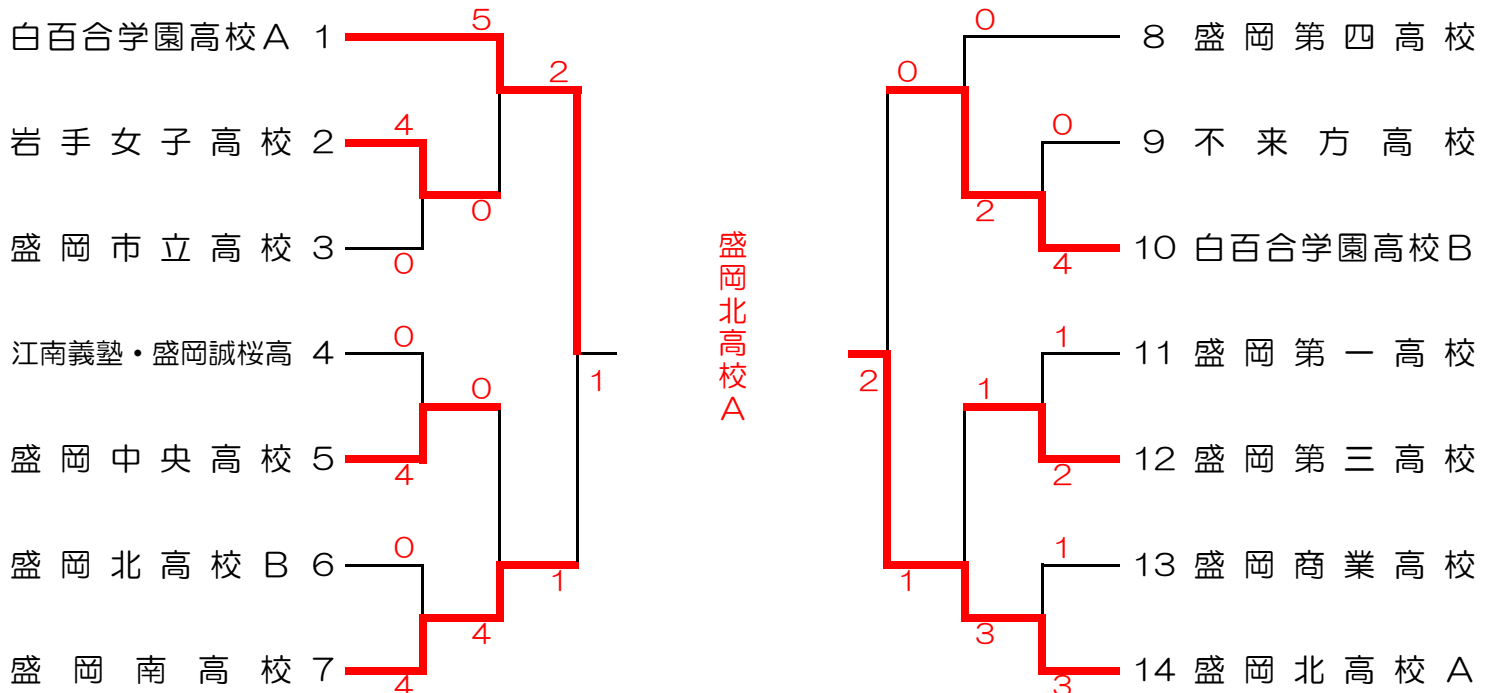 白百合学園高校A 1
岩手女子高校 2
盛岡市立高校 3
江南義塾・盛岡誠桜高 4
盛岡中央高校 5
盛岡北高校B 6
盛岡南高校 7
5
4
0
0
2
0
4
0
4
0
4
1
1
盛岡北高校A
2
0
1
0
2
1
3
0
4
1
2
1
3
8 盛岡第四高校
9 不来方高校
10 白百合学園高校B
11 盛岡第一高校
12 盛岡第三高校
13 盛岡商業高校
14 盛岡北高校A